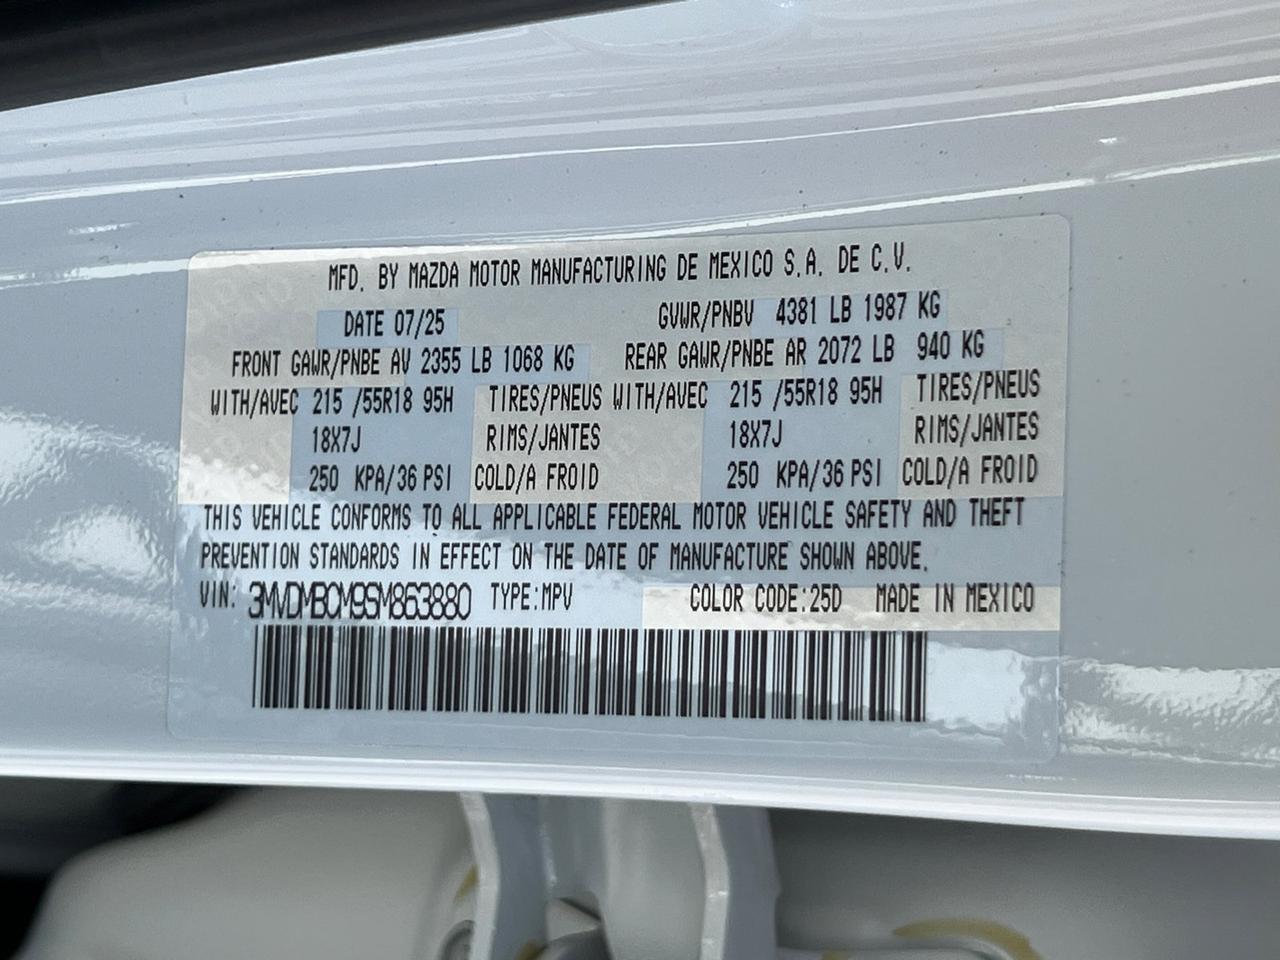 MFD. BY MAZDA MOTOR MANUFACTURING DE MEXICO S.A. DE C.V.
DATE 07/25 GVWR/PNBV 4381 LB 1987 KG
FRONT GAWR/PNBE AV 2355 LB 1068 KG REAR GAWR/PNBE AR 2072 LB 940 KG
WITH/AVEC 215 /55R18 95H TIRES/PNEUS WITH/AVEC 215 /55R18 95H TIRES/PNEUS
18X7J RIMS/JANTES 18X7J RIMS/JANTES
250 KPA/36 PSI COLD/A FROID 250 KPA/36 PSI COLD/A FROID
THIS VEHICLE CONFORMS TO ALL APPLICABLE FEDERAL MOTOR VEHICLE SAFETY AND THEFT
PREVENTION STANDARDS IN EFFECT ON THE DATE OF MANUFACTURE SHOWN ABOVE.
VIN: 3MVDMBCM9SM863880 TYPE:MPV COLOR CODE:25D MADE IN MEXICO